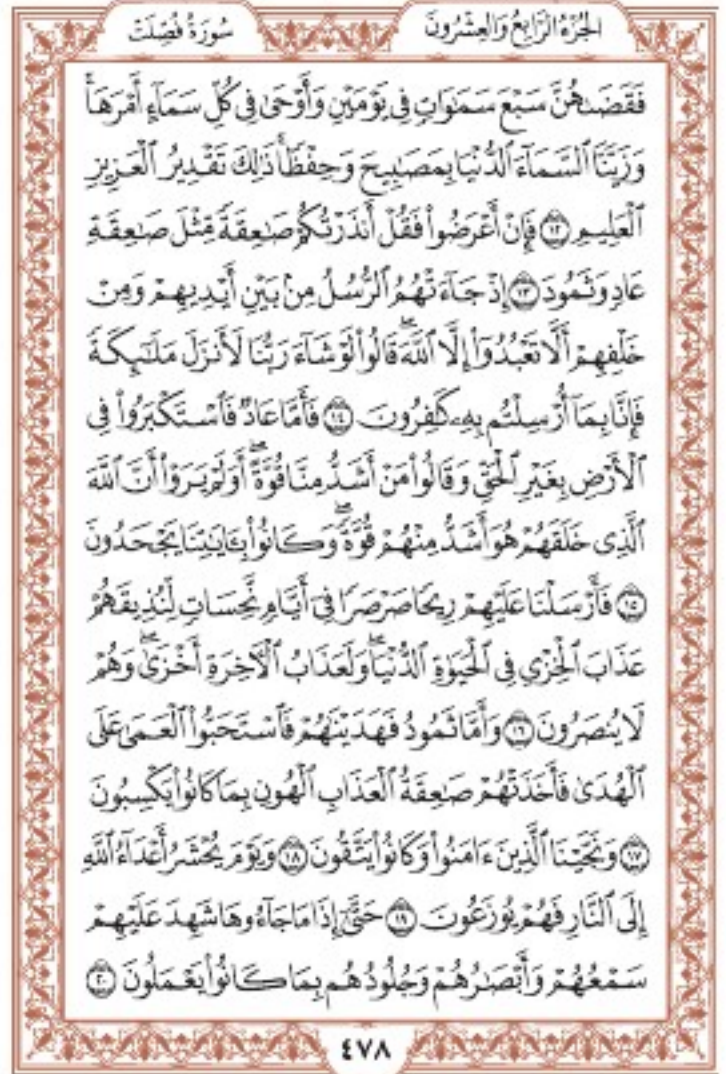 الجزء الرابع والعشرون
سورة فصلت
فَقَضَىٰهُنَّ سَبْعَ سَمَٰوَاتٍ فِى يَوْمَيْنِ وَأَوْحَىٰ فِى كُلِّ سَمَآءٍ أَمْرَهَا ۚ
وَزَيَّنَّا ٱلسَّمَآءَ ٱلدُّنْيَا بِمَصَٰبِيحَ وَحِفْظًا ۚ ذَٰلِكَ تَقْدِيرُ ٱلْعَزِيزِ
ٱلْعَلِيمِ ١٢ فَإِنْ أَعْرَضُوا۟ فَقُلْ أَنذَرْتُكُمْ صَٰعِقَةً مِّثْلَ صَٰعِقَةِ
عَادٍ وَثَمُودَ ١٣ إِذْ جَآءَتْهُمُ ٱلرُّسُلُ مِنۢ بَيْنِ أَيْدِيهِمْ وَمِنْ
خَلْفِهِمْ أَلَّا تَعْبُدُوٓا۟ إِلَّا ٱللَّهَ ۖ قَالُوا۟ لَوْ شَآءَ رَبُّنَا لَأَنزَلَ مَلَٰٓئِكَةً
فَإِنَّا بِمَآ أُرْسِلْتُم بِهِۦ كَٰفِرُونَ ١٤ فَأَمَّا عَادٌ فَٱسْتَكْبَرُوا۟ فِى
ٱلْأَرْضِ بِغَيْرِ ٱلْحَقِّ وَقَالُوا۟ مَنْ أَشَدُّ مِنَّا قُوَّةً ۖ أَوَلَمْ يَرَوْا۟ أَنَّ ٱللَّهَ
ٱلَّذِى خَلَقَهُمْ هُوَ أَشَدُّ مِنْهُمْ قُوَّةً ۖ وَكَانُوا۟ بِـَٔايَٰتِنَا يَجْحَدُونَ
١٥ فَأَرْسَلْنَا عَلَيْهِمْ رِيحًا صَرْصَرًا فِىٓ أَيَّامٍ نَّحِسَاتٍ لِّنُذِيقَهُمْ
عَذَابَ ٱلْخِزْىِ فِى ٱلْحَيَوٰةِ ٱلدُّنْيَا ۖ وَلَعَذَابُ ٱلْءَاخِرَةِ أَخْزَىٰ ۖ وَهُمْ
لَا يُنصَرُونَ ١٦ وَأَمَّا ثَمُودُ فَهَدَيْنَٰهُمْ فَٱسْتَحَبُّوا۟ ٱلْعَمَىٰ عَلَى
ٱلْهُدَىٰ فَأَخَذَتْهُمْ صَٰعِقَةُ ٱلْعَذَابِ ٱلْهُونِ بِمَا كَانُوا۟ يَكْسِبُونَ
١٧ وَنَجَّيْنَا ٱلَّذِينَ ءَامَنُوا۟ وَكَانُوا۟ يَتَّقُونَ ١٨ وَيَوْمَ يُحْشَرُ أَعْدَآءُ ٱللَّهِ
إِلَى ٱلنَّارِ فَهُمْ يُوزَعُونَ ١٩ حَتَّىٰٓ إِذَا مَا جَآءُوهَا شَهِدَ عَلَيْهِمْ
سَمْعُهُمْ وَأَبْصَٰرُهُمْ وَجُلُودُهُم بِمَا كَانُوا۟ يَعْمَلُونَ ٢٠
٤٧٨